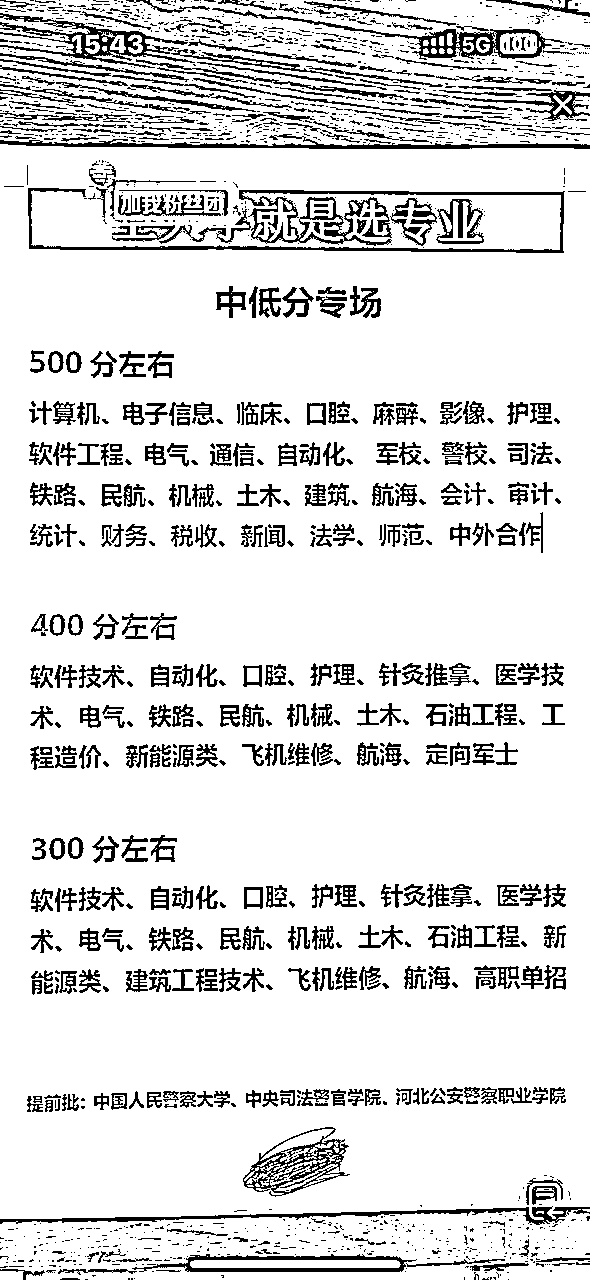 15:43
5G 100
加我粉丝团
就是选专业
中低分专场
500 分左右
计算机、电子信息、临床、口腔、麻醉、影像、护理、
软件工程、电气、通信、自动化、 军校、警校、司法、
铁路、民航、机械、土木、建筑、航海、会计、审计、
统计、财务、税收、新闻、法学、师范、中外合作
400 分左右
软件技术、自动化、口腔、护理、针灸推拿、医学技
术、电气、铁路、民航、机械、土木、石油工程、工
程造价、新能源类、飞机维修、航海、定向军士
300 分左右
软件技术、自动化、口腔、护理、针灸推拿、医学技
术、电气、铁路、民航、机械、土木、石油工程、新
能源类、建筑工程技术、飞机维修、航海、高职单招
提前批：中国人民警察大学、中央司法警官学院、河北公安警察职业学院